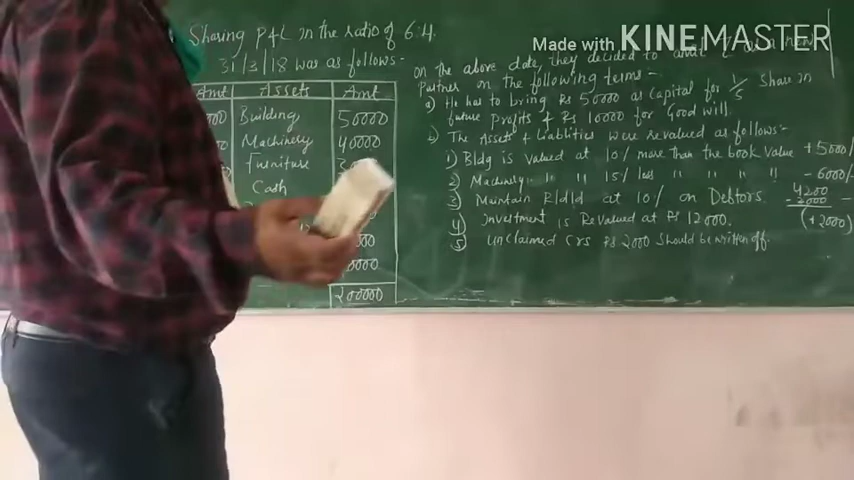 Sharing P&L in the ratio of 6:4.
31/3/18 was as follows:-
Amt Assets Amt
Building 50000
Machinery 40000
Furniture
Cash
200000
Made with KINEMASTER
on the above date, they decided to
Partner on the following terms:-
a) He has to bring Rs 50000 as Capital for 1/5 Share in
future Profits & Rs 10000 for Good will.
b) The Assets & Liablities were revalued as follows:-
1) Bldg is valued at 10% more than the book value +5000/-
2) Machinery " " 15% less " " " " -6000/-
3) Maintain R/d/d at 10% on Debtors. 4200
4) Investment is Revalued at Rs 12000. (+2000)
5) Unclaimed Crs Rs 2000 Should be written off.